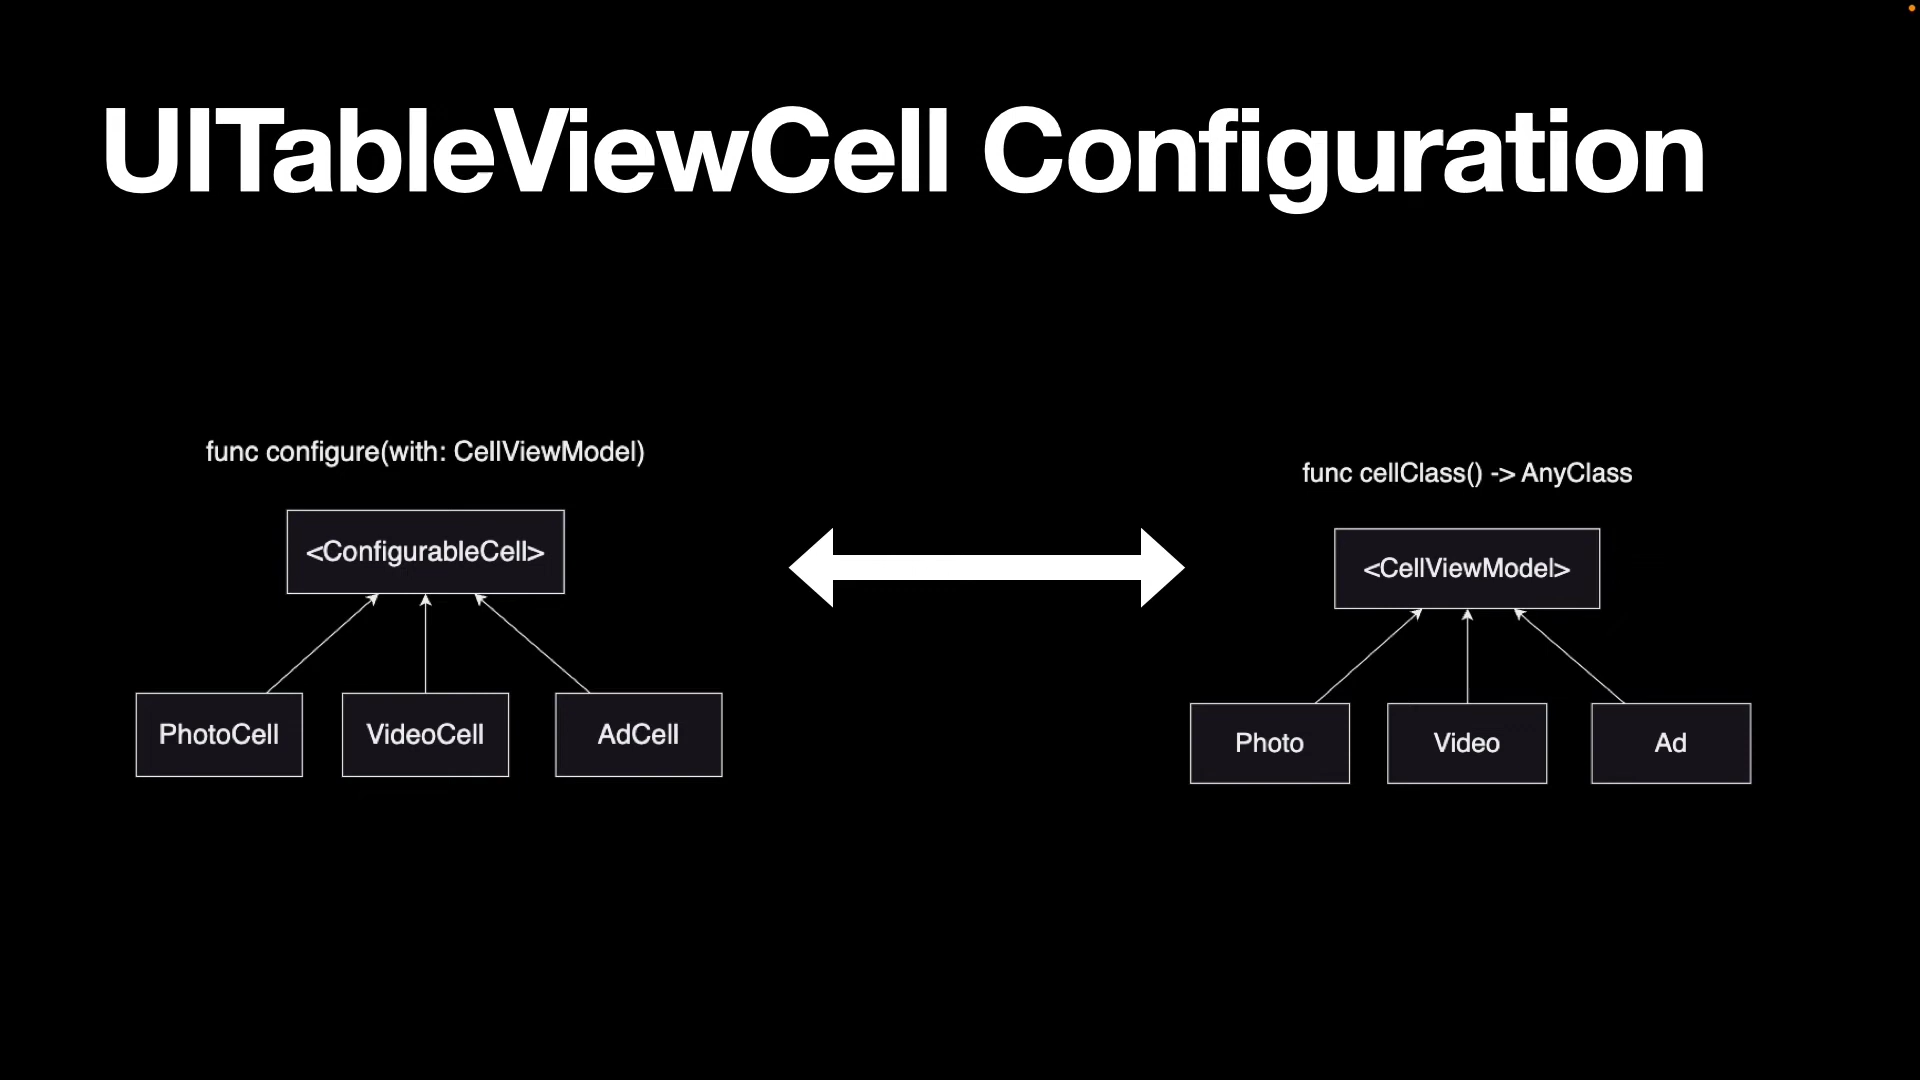 UITableViewCell Configuration
func configure(with: CellViewModel)
<ConfigurableCell>
PhotoCell
VideoCell
AdCell
func cellClass() -> AnyClass
<CellViewModel>
Photo
Video
Ad